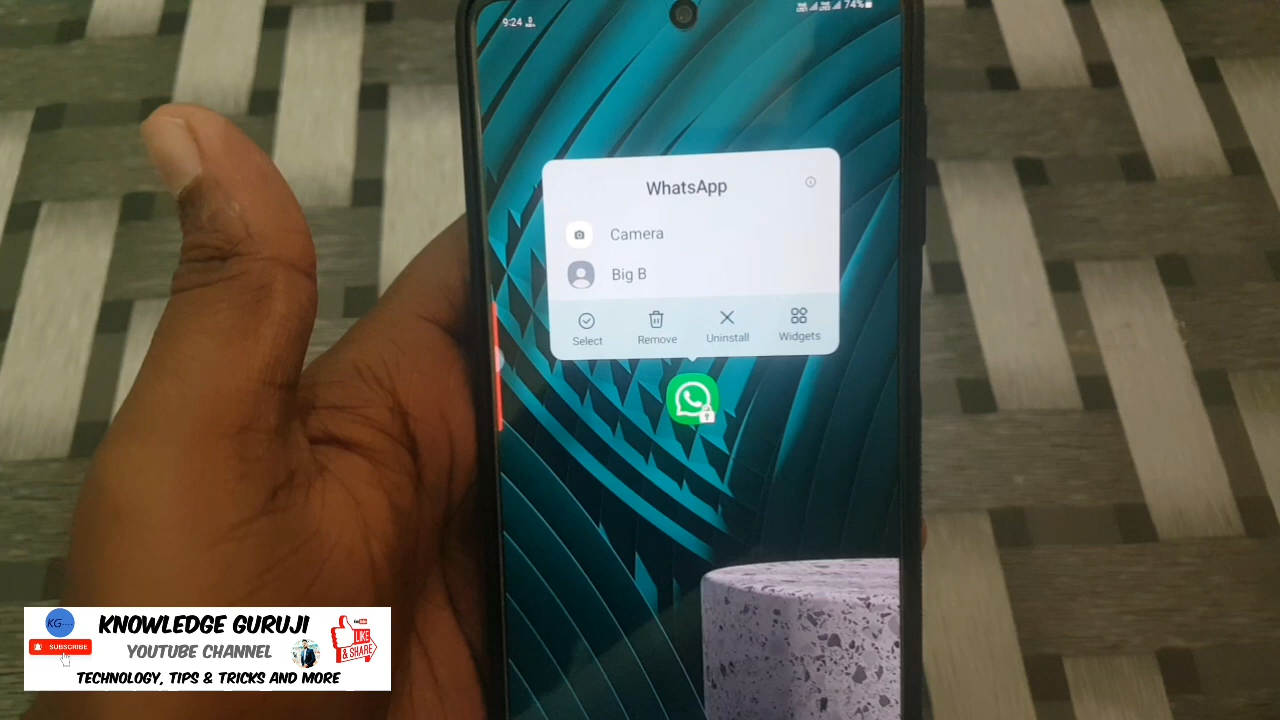 9:24
74%
WhatsApp
Camera
Big B
Select Remove Uninstall Widgets
KG....
KNOWLEDGE GURUJI
SUBSCRIBE
YOUTUBE CHANNEL
LIKE
& SHARE
TECHNOLOGY, TIPS & TRICKS AND MORE